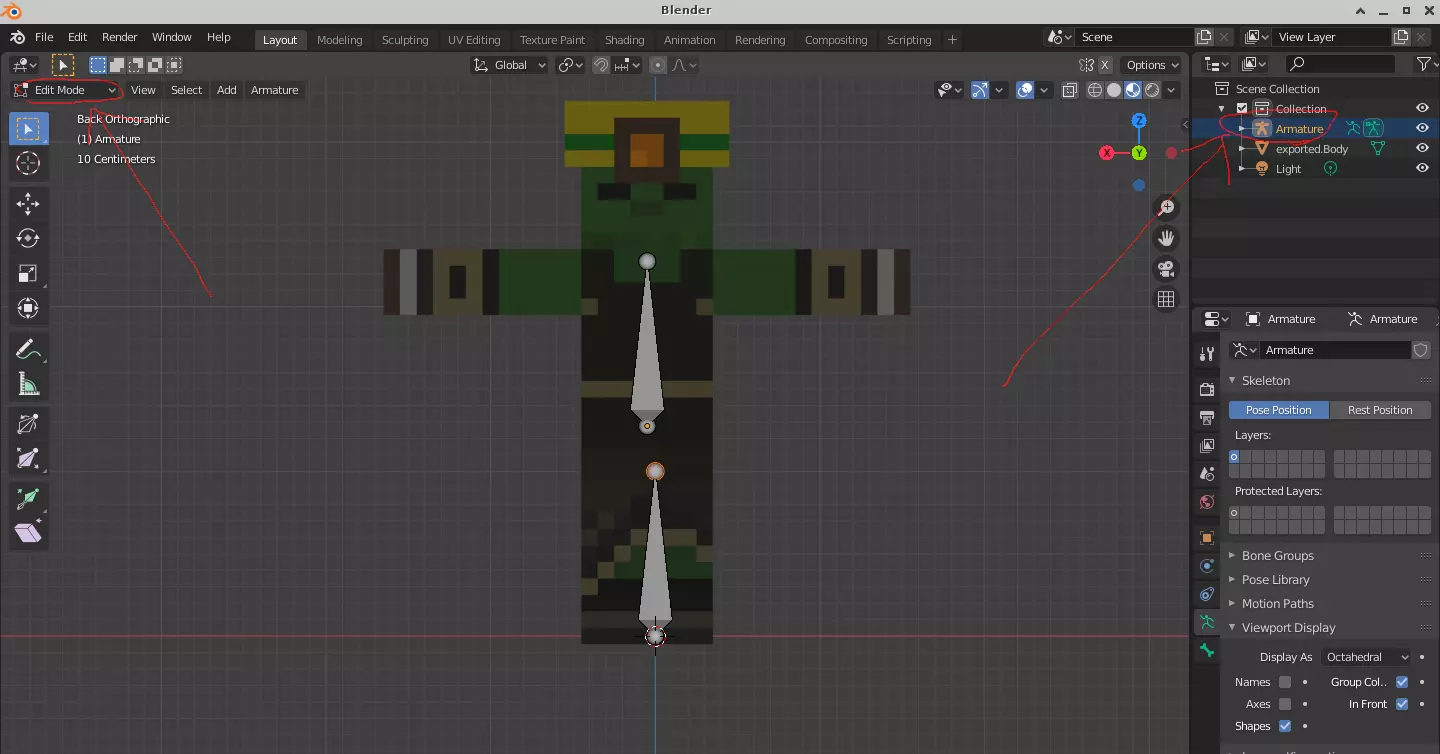 Blender
File Edit Render Window Help
Layout Modeling Sculpting UV Editing Texture Paint Shading Animation Rendering Compositing Scripting +
Scene View Layer
Global X Options
Edit Mode View Select Add Armature
Back Orthographic
(1) Armature
10 Centimeters
Z
X
Y
Scene Collection
Collection
Armature
exported.Body
Light
Armature Armature
Armature
Skeleton
Pose Position Rest Position
Layers:
Protected Layers:
Bone Groups
Pose Library
Motion Paths
Viewport Display
Display As Octahedral
Names Group Col..
Axes In Front
Shapes